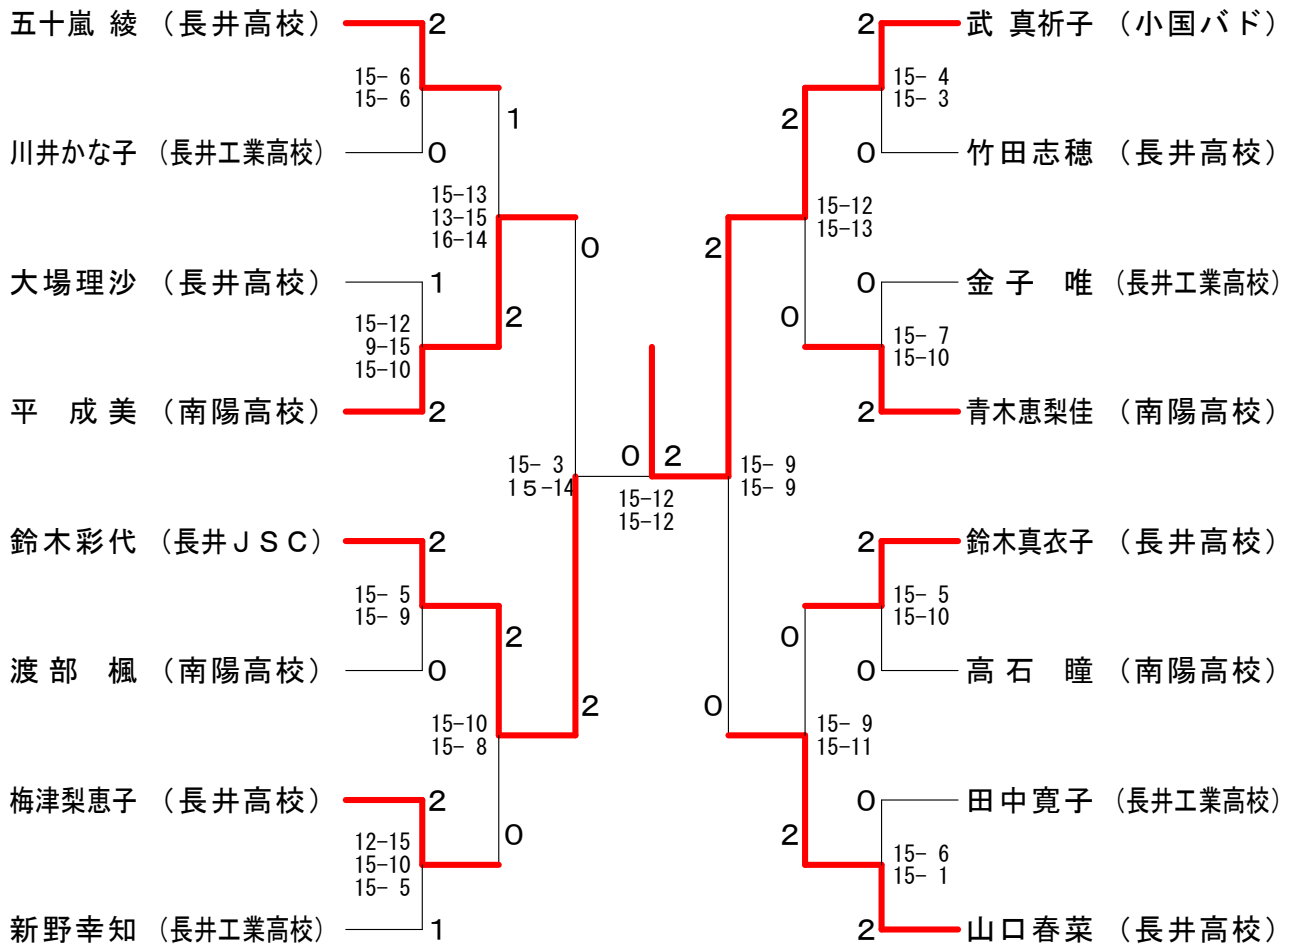 五十嵐 綾 （長井高校） 2
15- 6
15- 6
川井かな子 （長井工業高校） 0
1
15-13
13-15
16-14
大場理沙 （長井高校） 1
15-12
9-15
15-10
平 成美 （南陽高校） 2
2
0
15- 3
15-14
鈴木彩代 （長井ＪＳＣ） 2
15- 5
15- 9
渡部 楓 （南陽高校） 0
2
15-10
15- 8
2
梅津梨恵子 （長井高校） 2
12-15
15-10
15- 5
新野幸知 （長井工業高校） 1
0
0 2
15-12
15-12
2 武 真祈子 （小国バド）
15- 4
15- 3
0 竹田志穂 （長井高校）
2
15-12
15-13
2
0 金子 唯 （長井工業高校）
15- 7
15-10
2 青木恵梨佳 （南陽高校）
0
15- 9
15- 9
2 鈴木真衣子 （長井高校）
15- 5
15-10
0 高石 瞳 （南陽高校）
0
15- 9
15-11
0
0 田中寛子 （長井工業高校）
15- 6
15- 1
2 山口春菜 （長井高校）
2